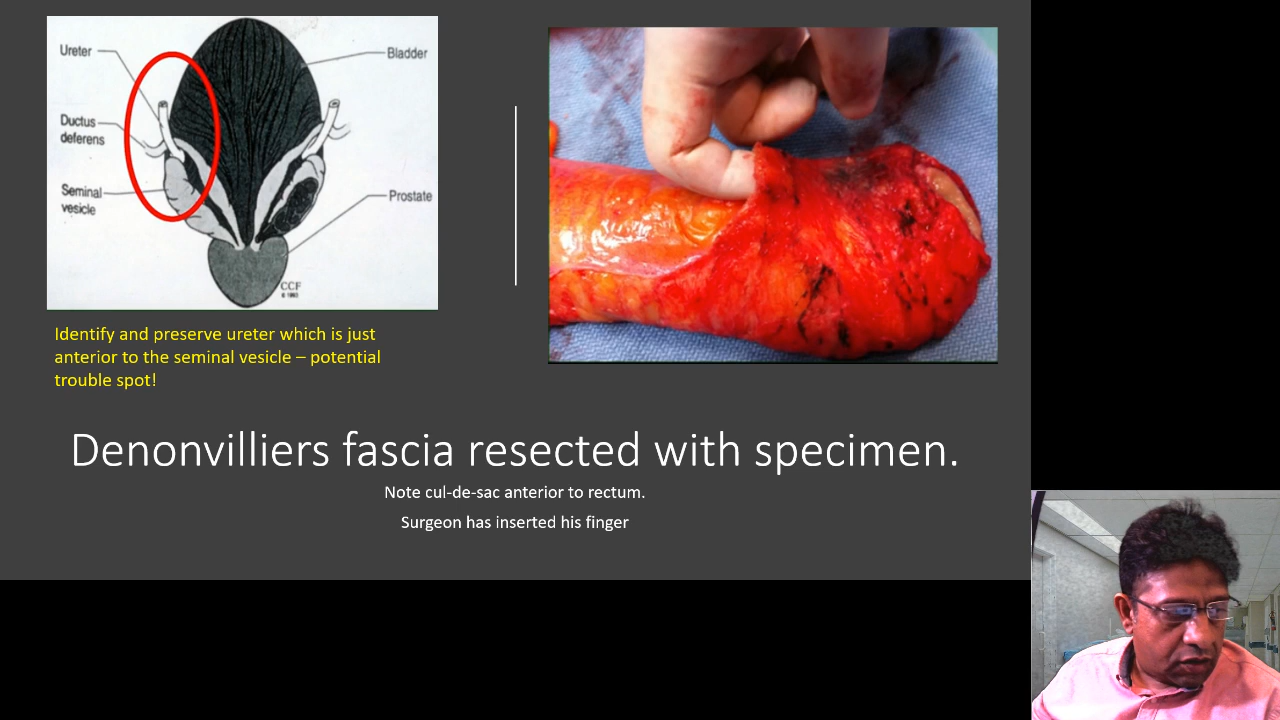 Ureter
Bladder
Ductus
deferens
Seminal
vesicle
Prostate
CCF
© 1983
Identify and preserve ureter which is just
anterior to the seminal vesicle – potential
trouble spot!
Denonvilliers fascia resected with specimen.
Note cul-de-sac anterior to rectum.
Surgeon has inserted his finger